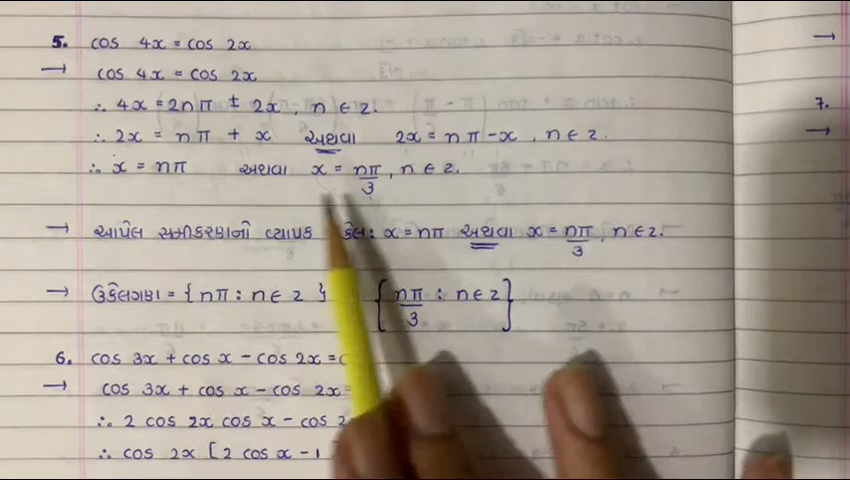 5. cos 4x = cos 2x
→ cos 4x = cos 2x
∴ 4x = 2nπ ± 2x, n ∈ z.
∴ 2x = nπ + x અથવા 2x = nπ - x, n ∈ z.
∴ x = nπ અથવા x = nπ/3, n ∈ z.
→ આપેલ સમીકરણનો વ્યાપક ઉકેલ: x = nπ અથવા x = nπ/3, n ∈ z.
→ ઉકેલગણ = { nπ : n ∈ z } { nπ/3 : n ∈ z }
6. cos 3x + cos x - cos 2x =
→ cos 3x + cos x - cos 2x =
∴ 2 cos 2x cos x - cos 2
∴ cos 2x [2 cos x - 1
→
7.
→